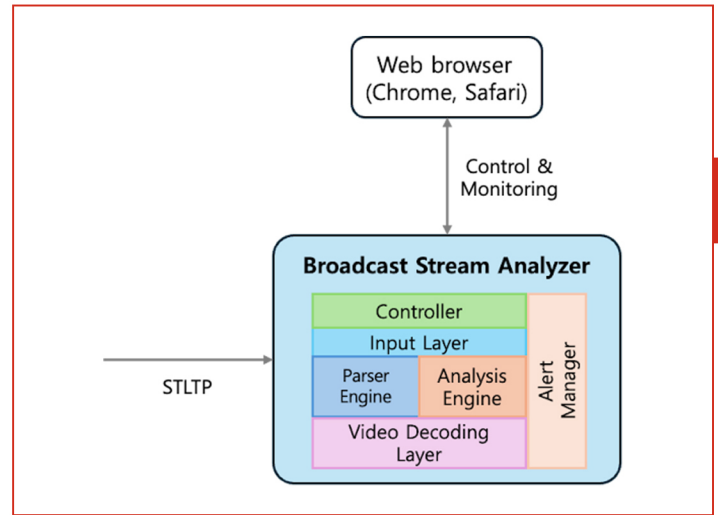 Web browser
(Chrome, Safari)
Control &
Monitoring
Broadcast Stream Analyzer
Controller
Input Layer
Parser
Engine
Analysis
Engine
Video Decoding
Layer
Alert
Manager
STLTP